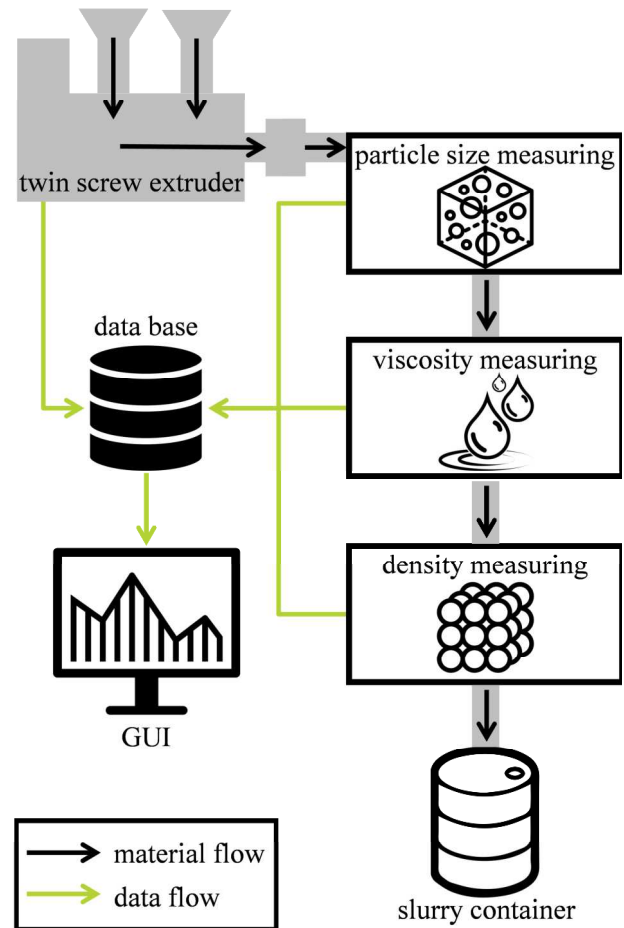 twin screw extruder
particle size measuring
data base
viscosity measuring
density measuring
GUI
material flow
data flow
slurry container